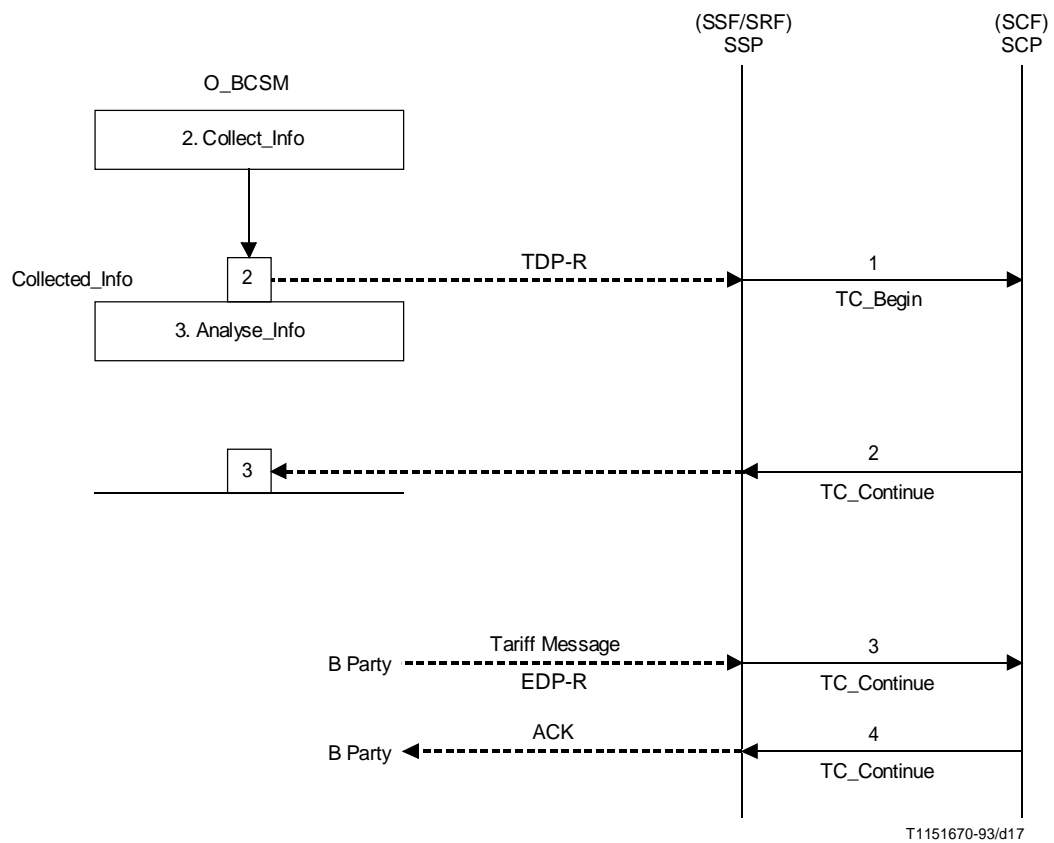 (SSF/SRF)
SSP
(SCF)
SCP
O_BCSM
2. Collect_Info
Collected_Info
2
TDP-R
1
TC_Begin
3. Analyse_Info
3
2
TC_Continue
B Party
Tariff Message
EDP-R
3
TC_Continue
B Party
ACK
4
TC_Continue
T1151670-93/d17